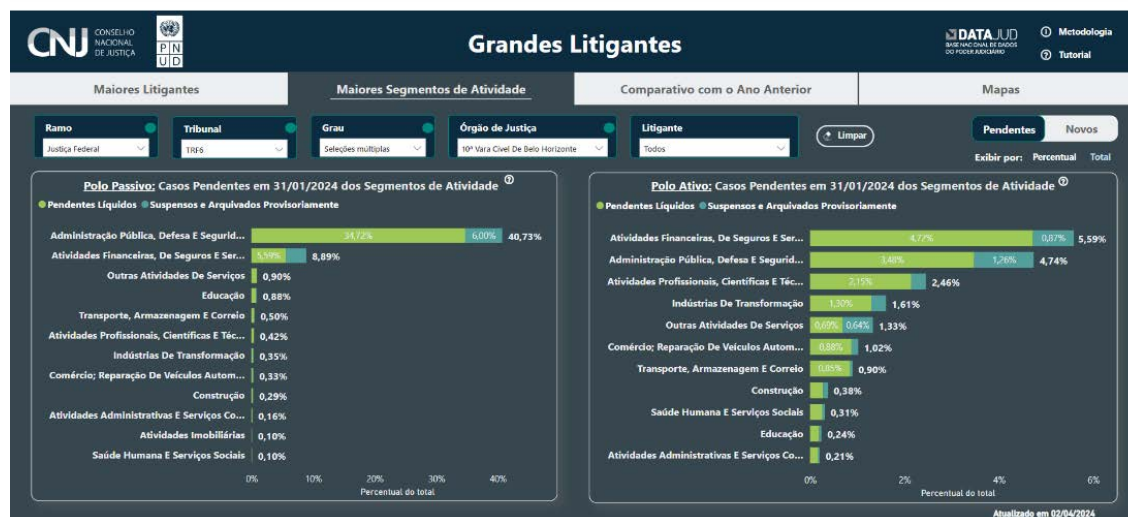 CNJ
CONSELHO
NACIONAL
DE JUSTIÇA
P N
U D
Grandes Litigantes
DATAJUD
BASE NACIONAL DE DADOS
DO PODER JUDICIÁRIO
Metodologia
Tutorial
Maiores Litigantes
Maiores Segmentos de Atividade
Comparativo com o Ano Anterior
Mapas
Ramo
Justiça Federal
Tribunal
TRF6
Grau
Seleções múltiplas
Órgão de Justiça
10ª Vara Civel De Belo Horizonte
Litigante
Todos
Limpar
Pendentes Novos
Exibir por: Percentual Total
Polo Passivo: Casos Pendentes em 31/01/2024 dos Segmentos de Atividade
Pendentes Líquidos Suspensos e Arquivados Provisoriamente
Administração Pública, Defesa E Segurid... 34,72% 6,00% 40,73%
Atividades Financeiras, De Seguros E Ser... 5,59% 8,89%
Outras Atividades De Serviços 0,90%
Educação 0,88%
Transporte, Armazenagem E Correio 0,50%
Atividades Profissionais, Científicas E Téc... 0,42%
Indústrias De Transformação 0,35%
Comércio; Reparação De Veículos Autom... 0,33%
Construção 0,29%
Atividades Administrativas E Serviços Co... 0,16%
Atividades Imobiliárias 0,10%
Saúde Humana E Serviços Sociais 0,10%
0% 10% 20% 30% 40%
Percentual do total
Polo Ativo: Casos Pendentes em 31/01/2024 dos Segmentos de Atividade
Pendentes Líquidos Suspensos e Arquivados Provisoriamente
Atividades Financeiras, De Seguros E Ser... 4,72% 0,87% 5,59%
Administração Pública, Defesa E Segurid... 3,48% 1,26% 4,74%
Atividades Profissionais, Científicas E Téc... 2,15% 2,46%
Indústrias De Transformação 1,30% 1,61%
Outras Atividades De Serviços 0,69% 0,64% 1,33%
Comércio; Reparação De Veículos Autom... 0,88% 1,02%
Transporte, Armazenagem E Correio 0,85% 0,90%
Construção 0,38%
Saúde Humana E Serviços Sociais 0,31%
Educação 0,24%
Atividades Administrativas E Serviços Co... 0,21%
0% 2% 4% 6%
Percentual do total
Atualizado em 02/04/2024